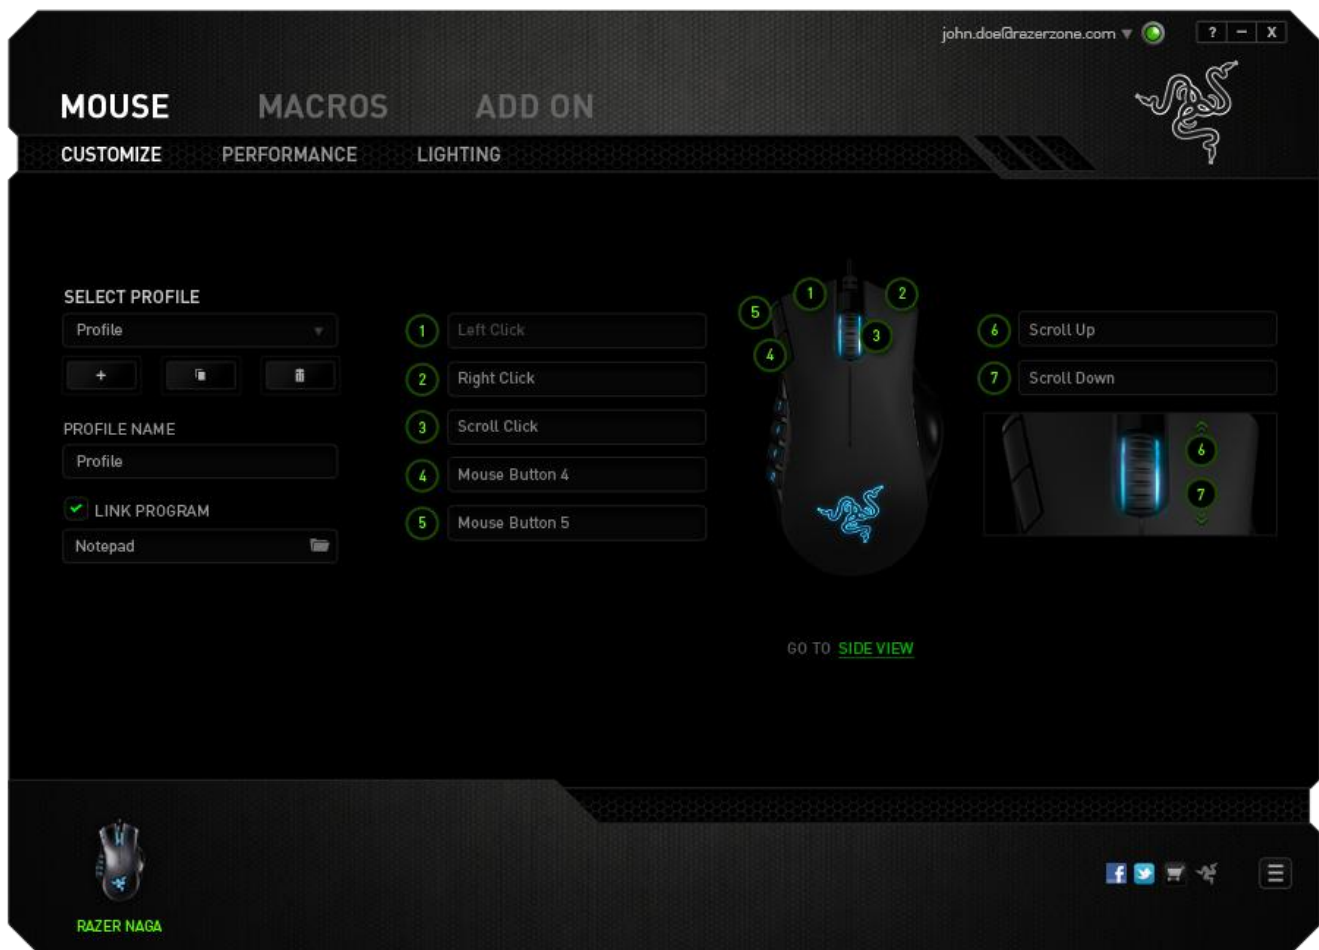 john.doe@razerzone.com
? – X
MOUSE MACROS ADD ON
CUSTOMIZE PERFORMANCE LIGHTING
SELECT PROFILE
Profile
+
PROFILE NAME
Profile
LINK PROGRAM
Notepad
1 Left Click
2 Right Click
3 Scroll Click
4 Mouse Button 4
5 Mouse Button 5
1
2
5
3
4
6 Scroll Up
7 Scroll Down
6
7
GO TO SIDE VIEW
RAZER NAGA